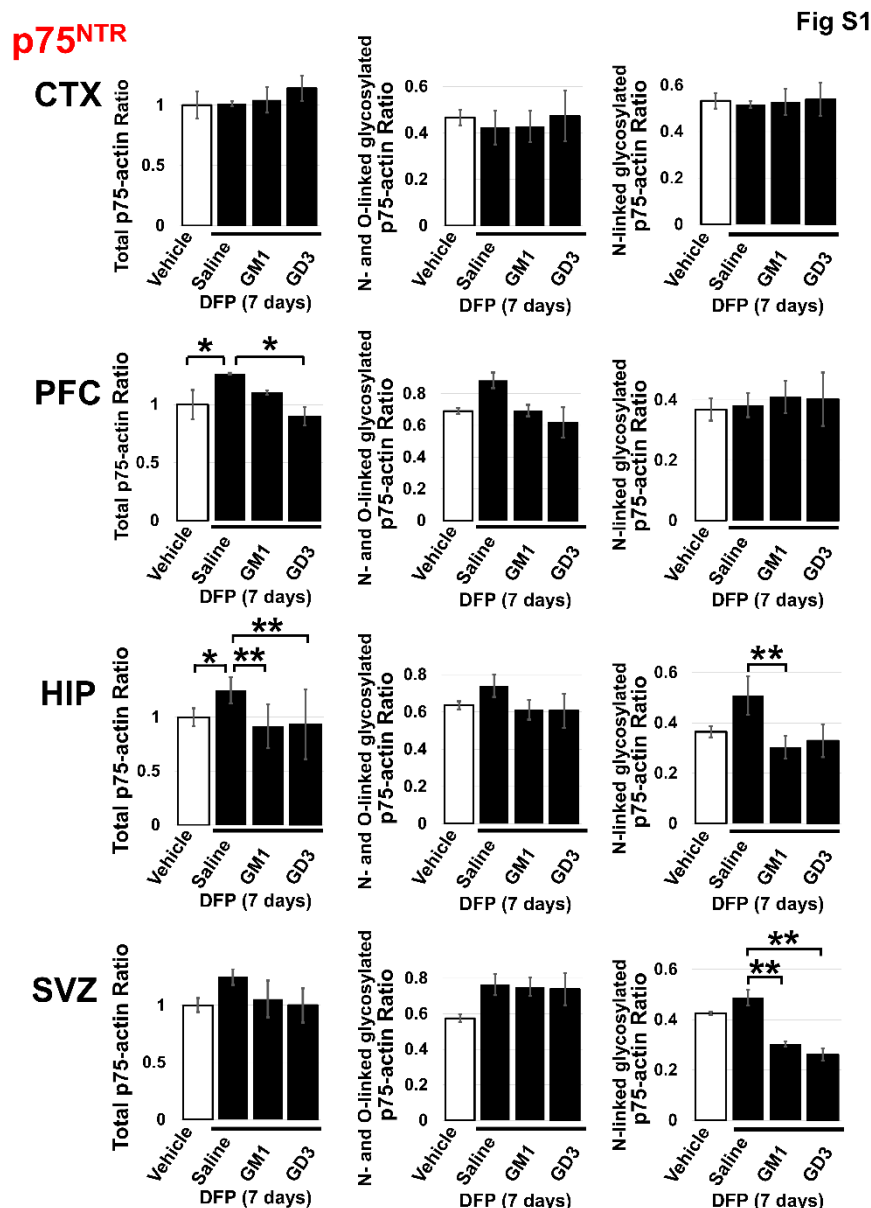 Fig S1
p75NTR
CTX
Total p75-actin Ratio
1
0
Vehicle
Saline
GM1
GD3
DFP (7 days)
N- and O-linked glycosylated
p75-actin Ratio
0.6
0.4
0.2
0
Vehicle
Saline
GM1
GD3
DFP (7 days)
N-linked glycosylated
p75-actin Ratio
0.6
0.4
0.2
0
Vehicle
Saline
GM1
GD3
DFP (7 days)
PFC
Total p75-actin Ratio
* *
1
0.5
0
Vehicle
Saline
GM1
GD3
DFP (7 days)
N- and O-linked glycosylated
p75-actin Ratio
0.8
0.6
0.4
0.2
0
Vehicle
Saline
GM1
GD3
DFP (7 days)
N-linked glycosylated
p75-actin Ratio
0.4
0.2
0
Vehicle
Saline
GM1
GD3
DFP (7 days)
HIP
Total p75-actin Ratio
**
* **
1
0.5
0
Vehicle
Saline
GM1
GD3
DFP (7 days)
N- and O-linked glycosylated
p75-actin Ratio
0.8
0.6
0.4
0.2
0
Vehicle
Saline
GM1
GD3
DFP (7 days)
N-linked glycosylated
p75-actin Ratio
**
0.6
0.4
0.2
0
Vehicle
Saline
GM1
GD3
DFP (7 days)
SVZ
Total p75-actin Ratio
1
0.5
0
Vehicle
Saline
GM1
GD3
DFP (7 days)
N- and O-linked glycosylated
p75-actin Ratio
0.8
0.6
0.4
0.2
0
Vehicle
Saline
GM1
GD3
DFP (7 days)
N-linked glycosylated
p75-actin Ratio
**
**
0.6
0.4
0.2
0
Vehicle
Saline
GM1
GD3
DFP (7 days)